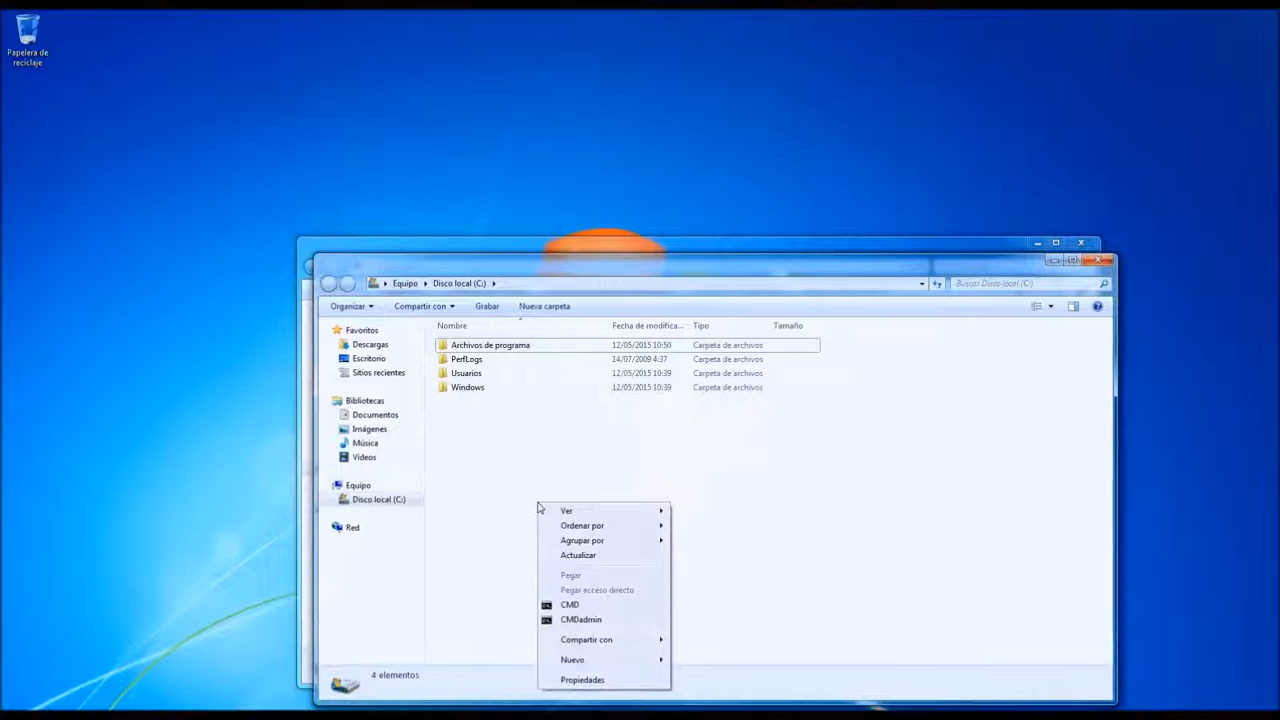 Papelera de
reciclaje
Equipo
Disco local (C:)
Buscar Disco local (C:)
Organizar
Compartir con
Grabar
Nueva carpeta
Favoritos
Descargas
Escritorio
Sitios recientes
Bibliotecas
Documentos
Imágenes
Música
Vídeos
Equipo
Disco local (C:)
Red
Nombre
Fecha de modifica...
Tipo
Tamaño
Archivos de programa
12/05/2015 10:50
Carpeta de archivos
PerfLogs
14/07/2009 4:37
Carpeta de archivos
Usuarios
12/05/2015 10:39
Carpeta de archivos
Windows
12/05/2015 10:39
Carpeta de archivos
Ver
Ordenar por
Agrupar por
Actualizar
Pegar
Pegar acceso directo
CMD
CMDadmin
Compartir con
Nuevo
Propiedades
4 elementos